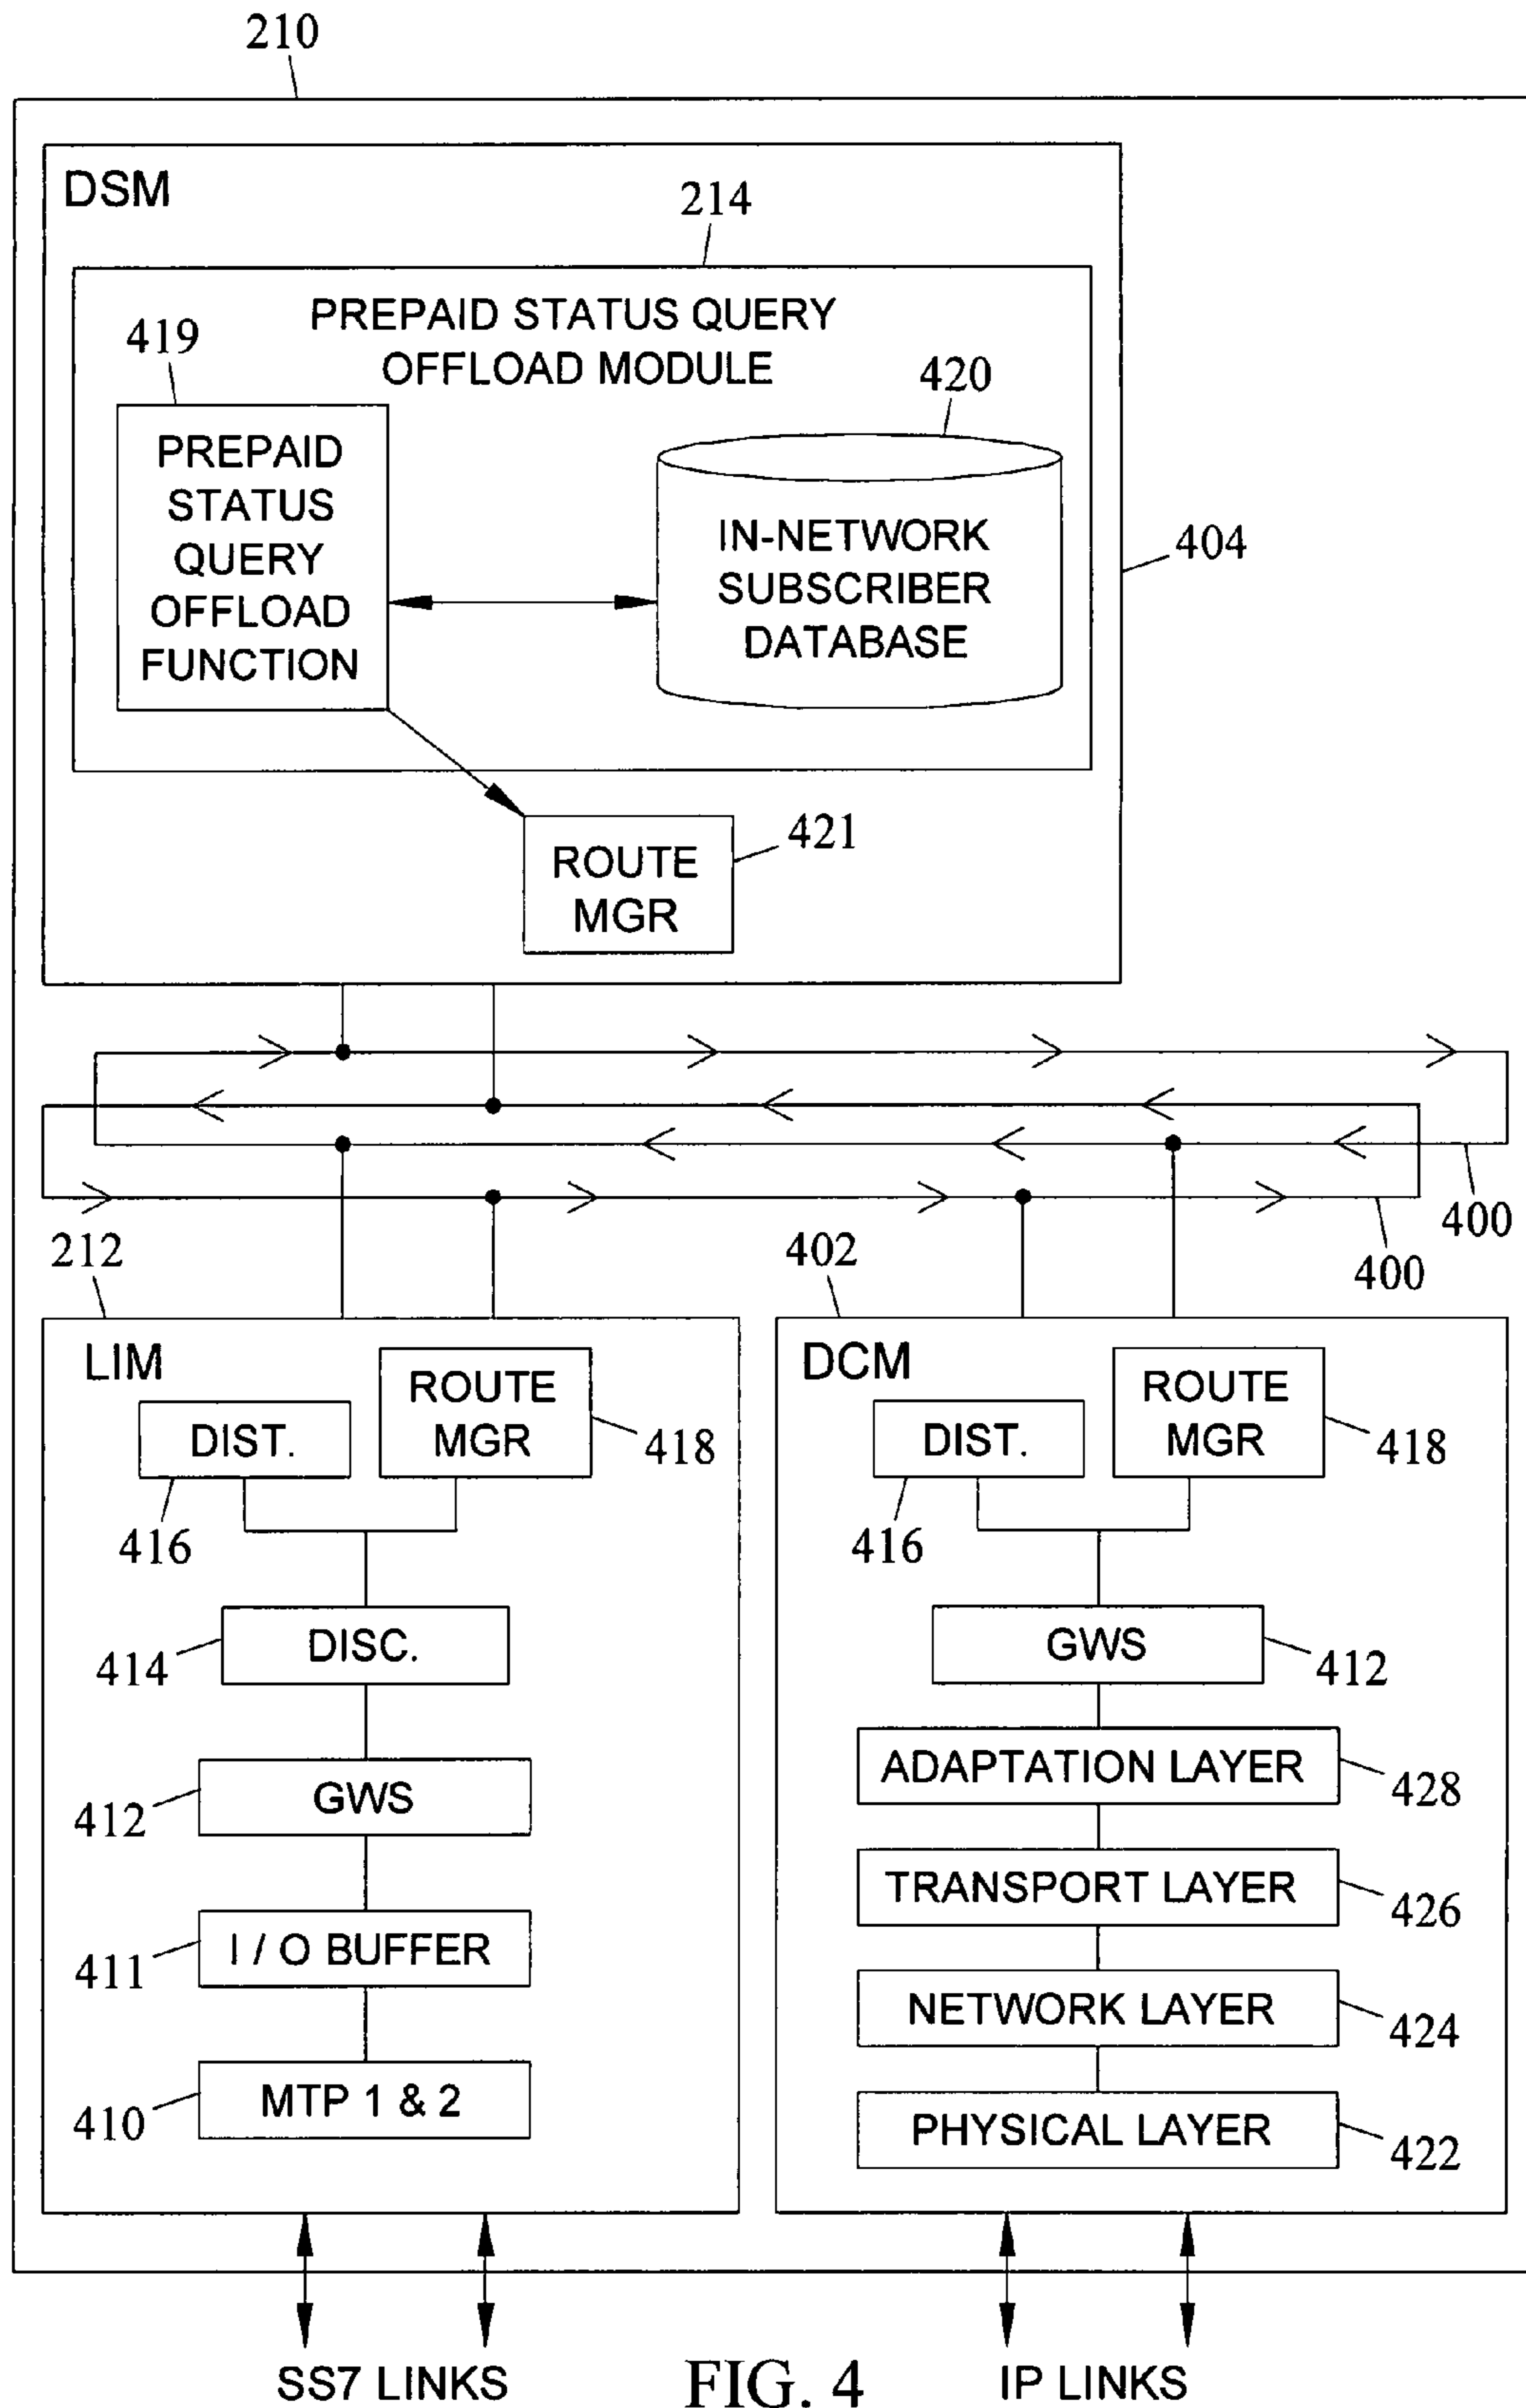 210
DSM
214
PREPAID STATUS QUERY
OFFLOAD MODULE
419
420
PREPAID
STATUS
QUERY
OFFLOAD
FUNCTION
IN-NETWORK
SUBSCRIBER
DATABASE
404
421
ROUTE
MGR
400
400
212
402
LIM
ROUTE
MGR
DIST.
418
416
DISC.
414
GWS
412
I / O BUFFER
411
MTP 1 & 2
410
DCM
ROUTE
MGR
DIST.
418
416
GWS
412
ADAPTATION LAYER
428
TRANSPORT LAYER
426
NETWORK LAYER
424
PHYSICAL LAYER
422
SS7 LINKS
FIG. 4
IP LINKS